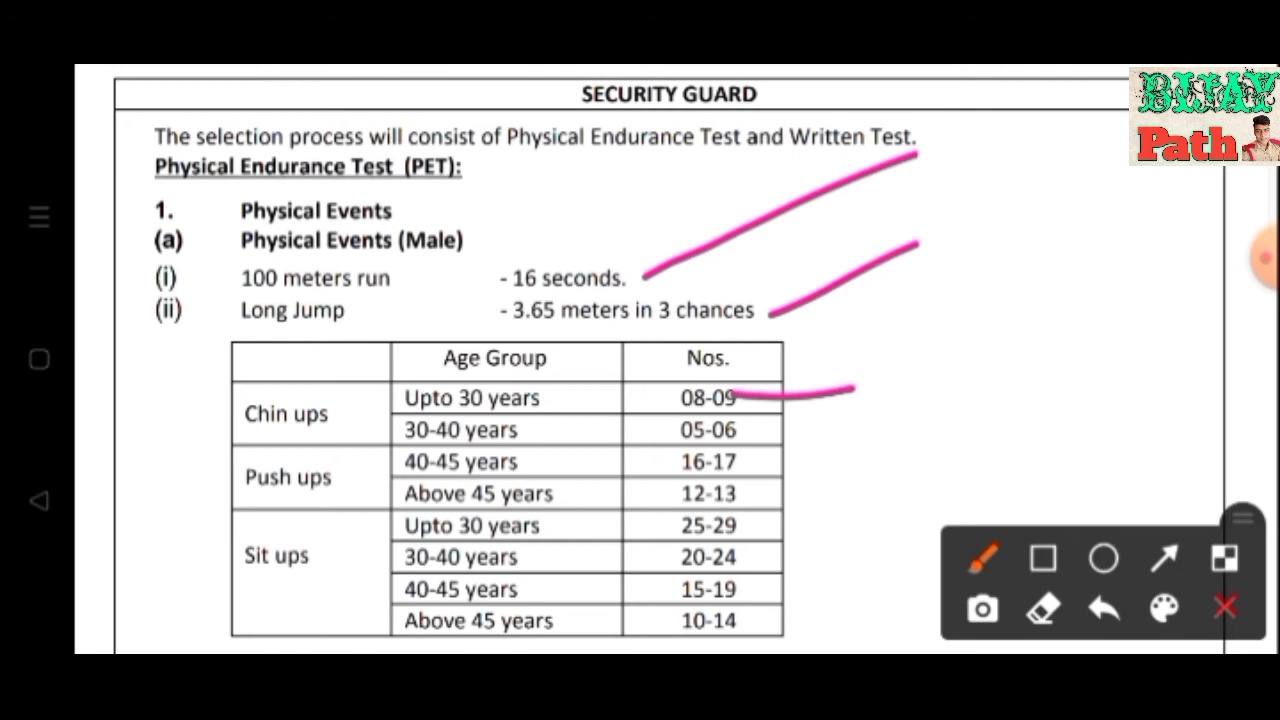 SECURITY GUARD
BIJAY
Path
The selection process will consist of Physical Endurance Test and Written Test.
Physical Endurance Test (PET):
1. Physical Events
(a) Physical Events (Male)
(i) 100 meters run - 16 seconds.
(ii) Long Jump - 3.65 meters in 3 chances
Age Group Nos.
Chin ups Upto 30 years 08-09
30-40 years 05-06
Push ups 40-45 years 16-17
Above 45 years 12-13
Sit ups Upto 30 years 25-29
30-40 years 20-24
40-45 years 15-19
Above 45 years 10-14